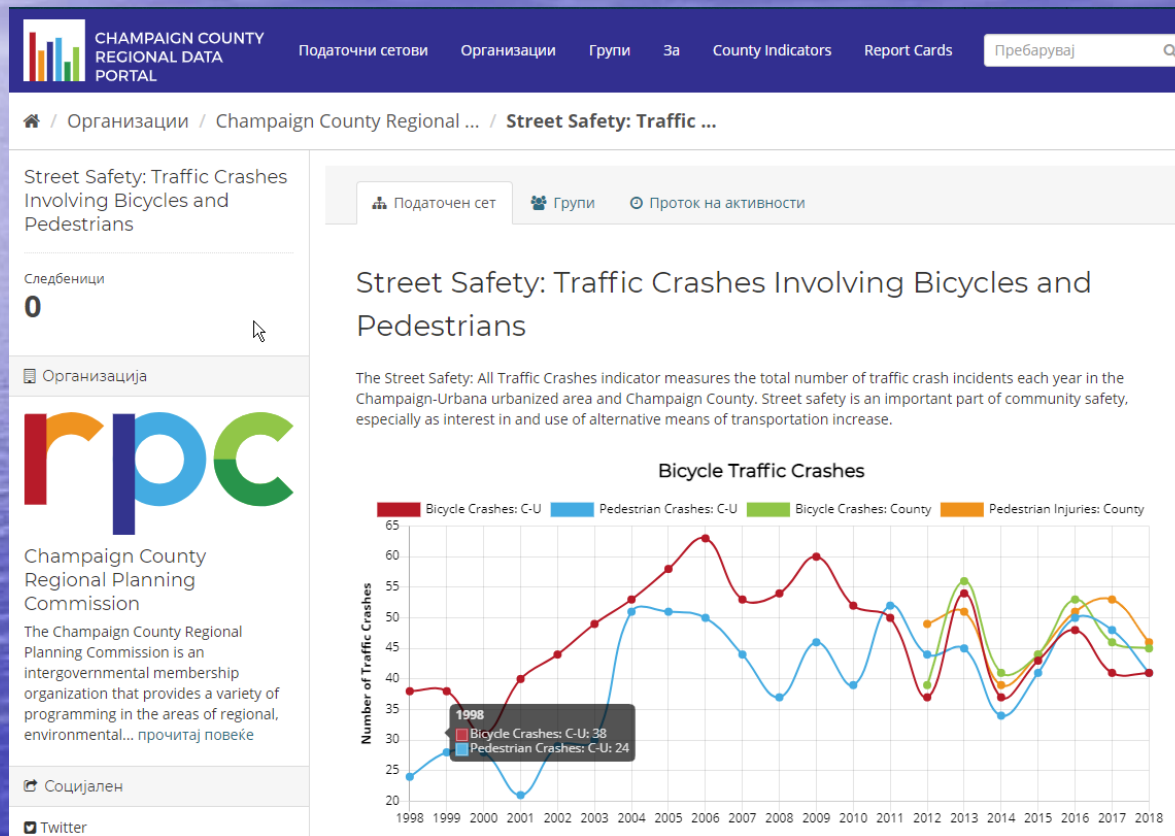 CHAMPAIGN COUNTY
REGIONAL DATA
PORTAL
Податочни сетови Организации Групи За County Indicators Report Cards Пребарувај
/ Организации / Champaign County Regional ... / Street Safety: Traffic ...
Street Safety: Traffic Crashes
Involving Bicycles and
Pedestrians
Следбеници
0
Организација
rpc
Champaign County
Regional Planning
Commission
The Champaign County Regional
Planning Commission is an
intergovernmental membership
organization that provides a variety of
programming in the areas of regional,
environmental... прочитај повеќе
Социјален
Twitter
Податочен сет Групи Проток на активности
Street Safety: Traffic Crashes Involving Bicycles and
Pedestrians
The Street Safety: All Traffic Crashes indicator measures the total number of traffic crash incidents each year in the
Champaign-Urbana urbanized area and Champaign County. Street safety is an important part of community safety,
especially as interest in and use of alternative means of transportation increase.
Bicycle Traffic Crashes
Bicycle Crashes: C-U Pedestrian Crashes: C-U Bicycle Crashes: County Pedestrian Injuries: County
Number of Traffic Crashes
65
60
55
50
45
40
35
30
25
20
1998
Bicycle Crashes: C-U: 38
Pedestrian Crashes: C-U: 24
1998 1999 2000 2001 2002 2003 2004 2005 2006 2007 2008 2009 2010 2011 2012 2013 2014 2015 2016 2017 2018